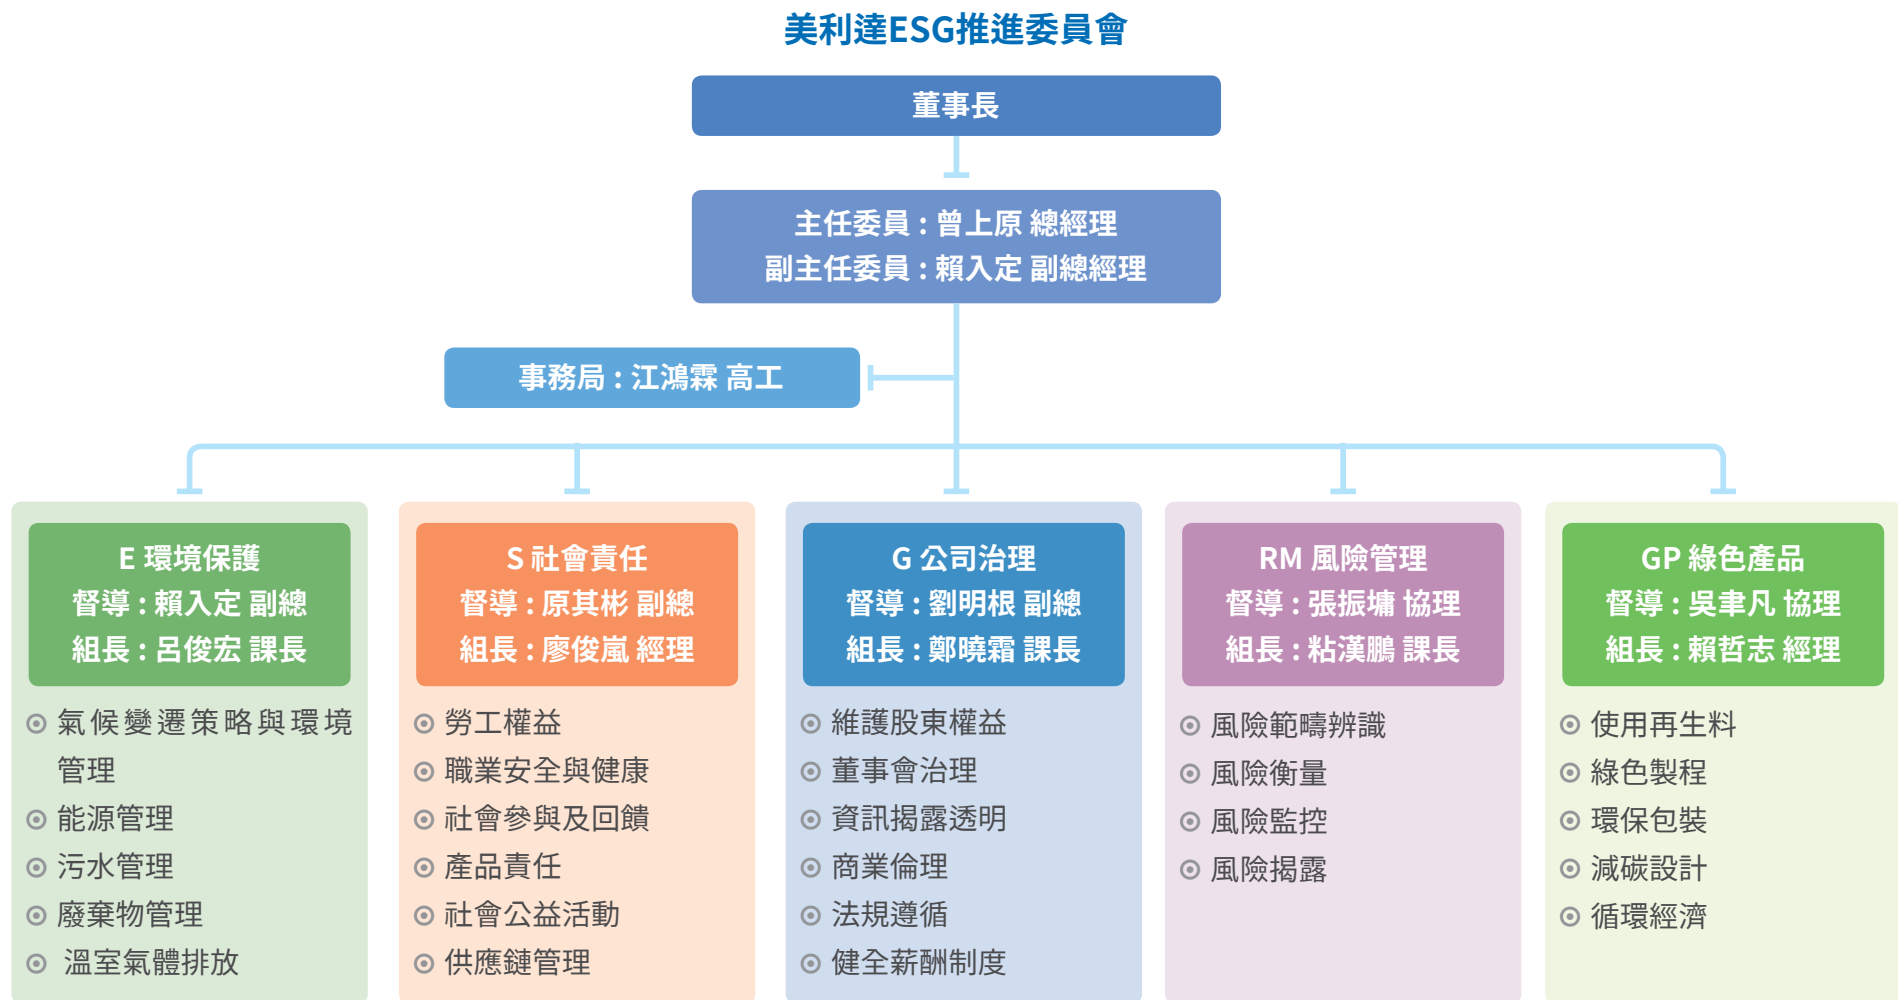 美利達ESG推進委員會
董事長
主任委員 : 曾上原 總經理
副主任委員 : 賴入定 副總經理
事務局 : 江鴻霖 高工
E 環境保護
督導 : 賴入定 副總
組長 : 呂俊宏 課長
氣候變遷策略與環境
管理
能源管理
污水管理
廢棄物管理
溫室氣體排放
S 社會責任
督導 : 原其彬 副總
組長 : 廖俊嵐 經理
勞工權益
職業安全與健康
社會參與及回饋
產品責任
社會公益活動
供應鏈管理
G 公司治理
督導 : 劉明根 副總
組長 : 鄭曉霜 課長
維護股東權益
董事會治理
資訊揭露透明
商業倫理
法規遵循
健全薪酬制度
RM 風險管理
督導 : 張振墉 協理
組長 : 粘漢鵬 課長
風險範疇辨識
風險衡量
風險監控
風險揭露
GP 綠色產品
督導 : 吳聿凡 協理
組長 : 賴哲志 經理
使用再生料
綠色製程
環保包裝
減碳設計
循環經濟